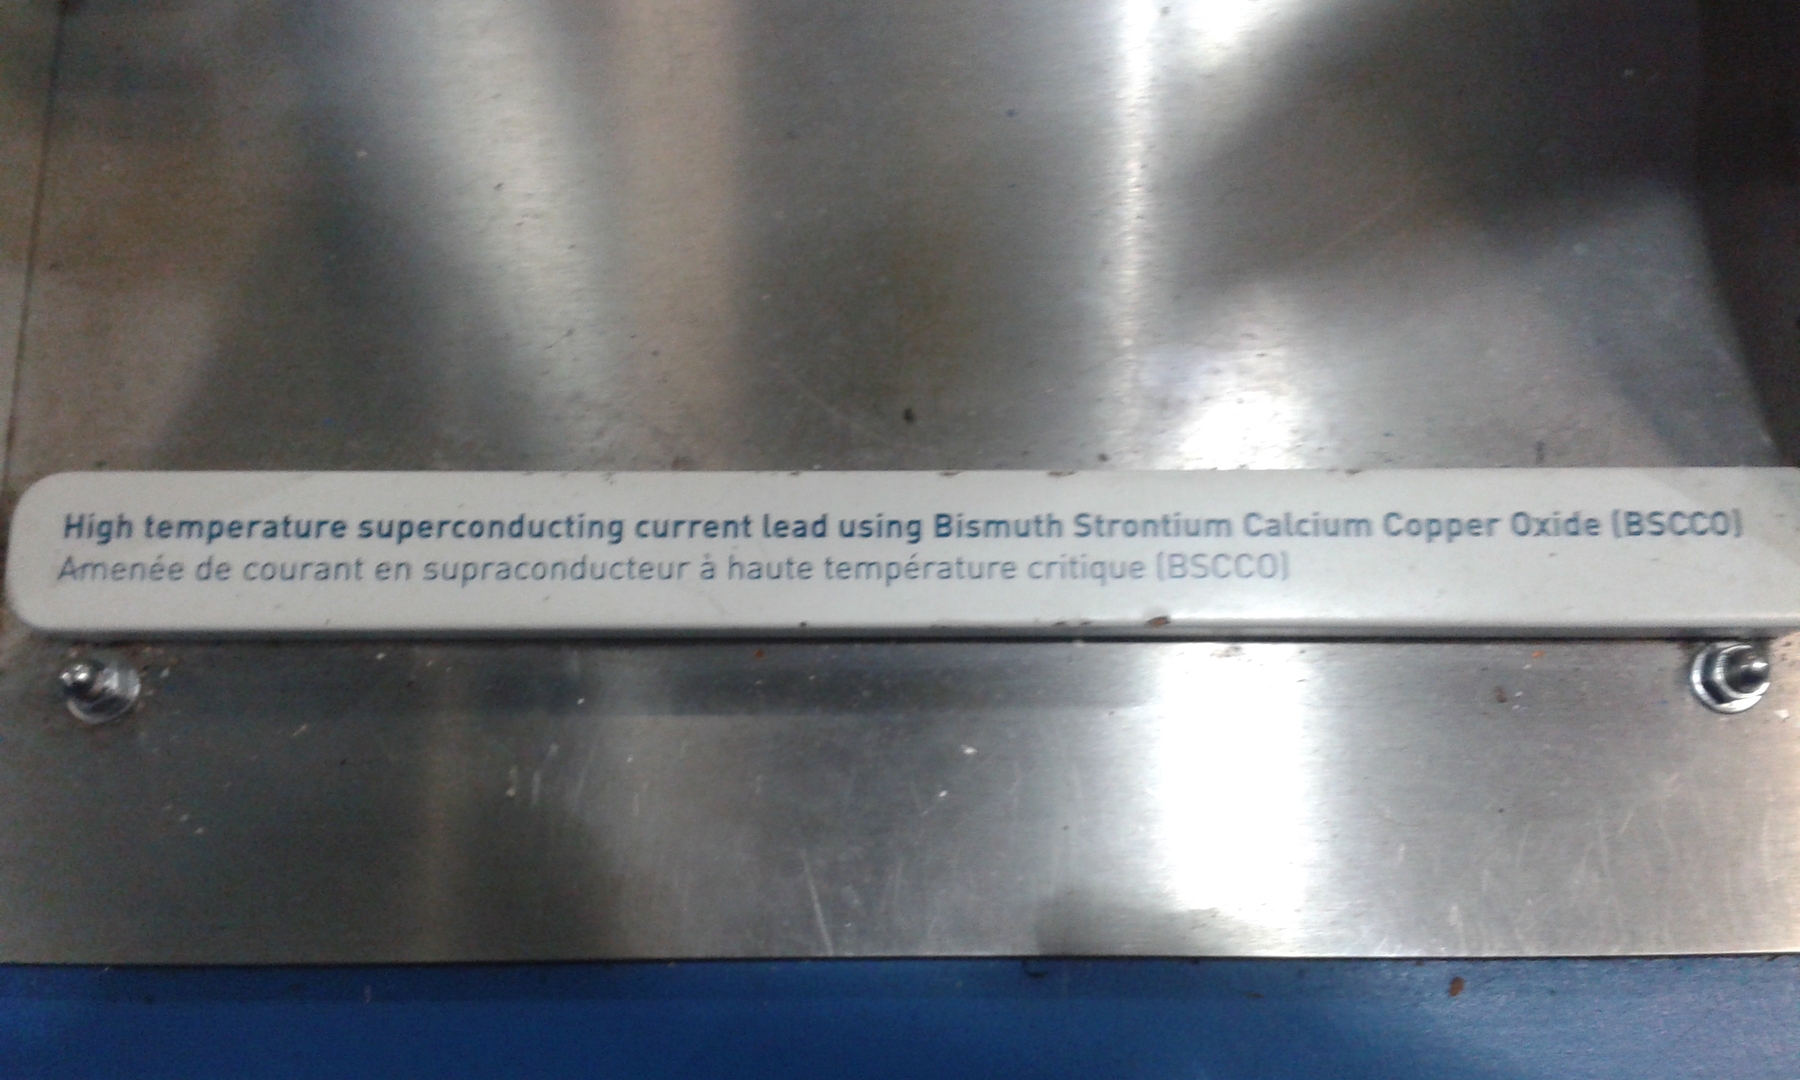 High temperature superconducting current lead using Bismuth Strontium Calcium Copper Oxide (BSCCO)
Amenée de courant en supraconducteur à haute température critique (BSCCO)